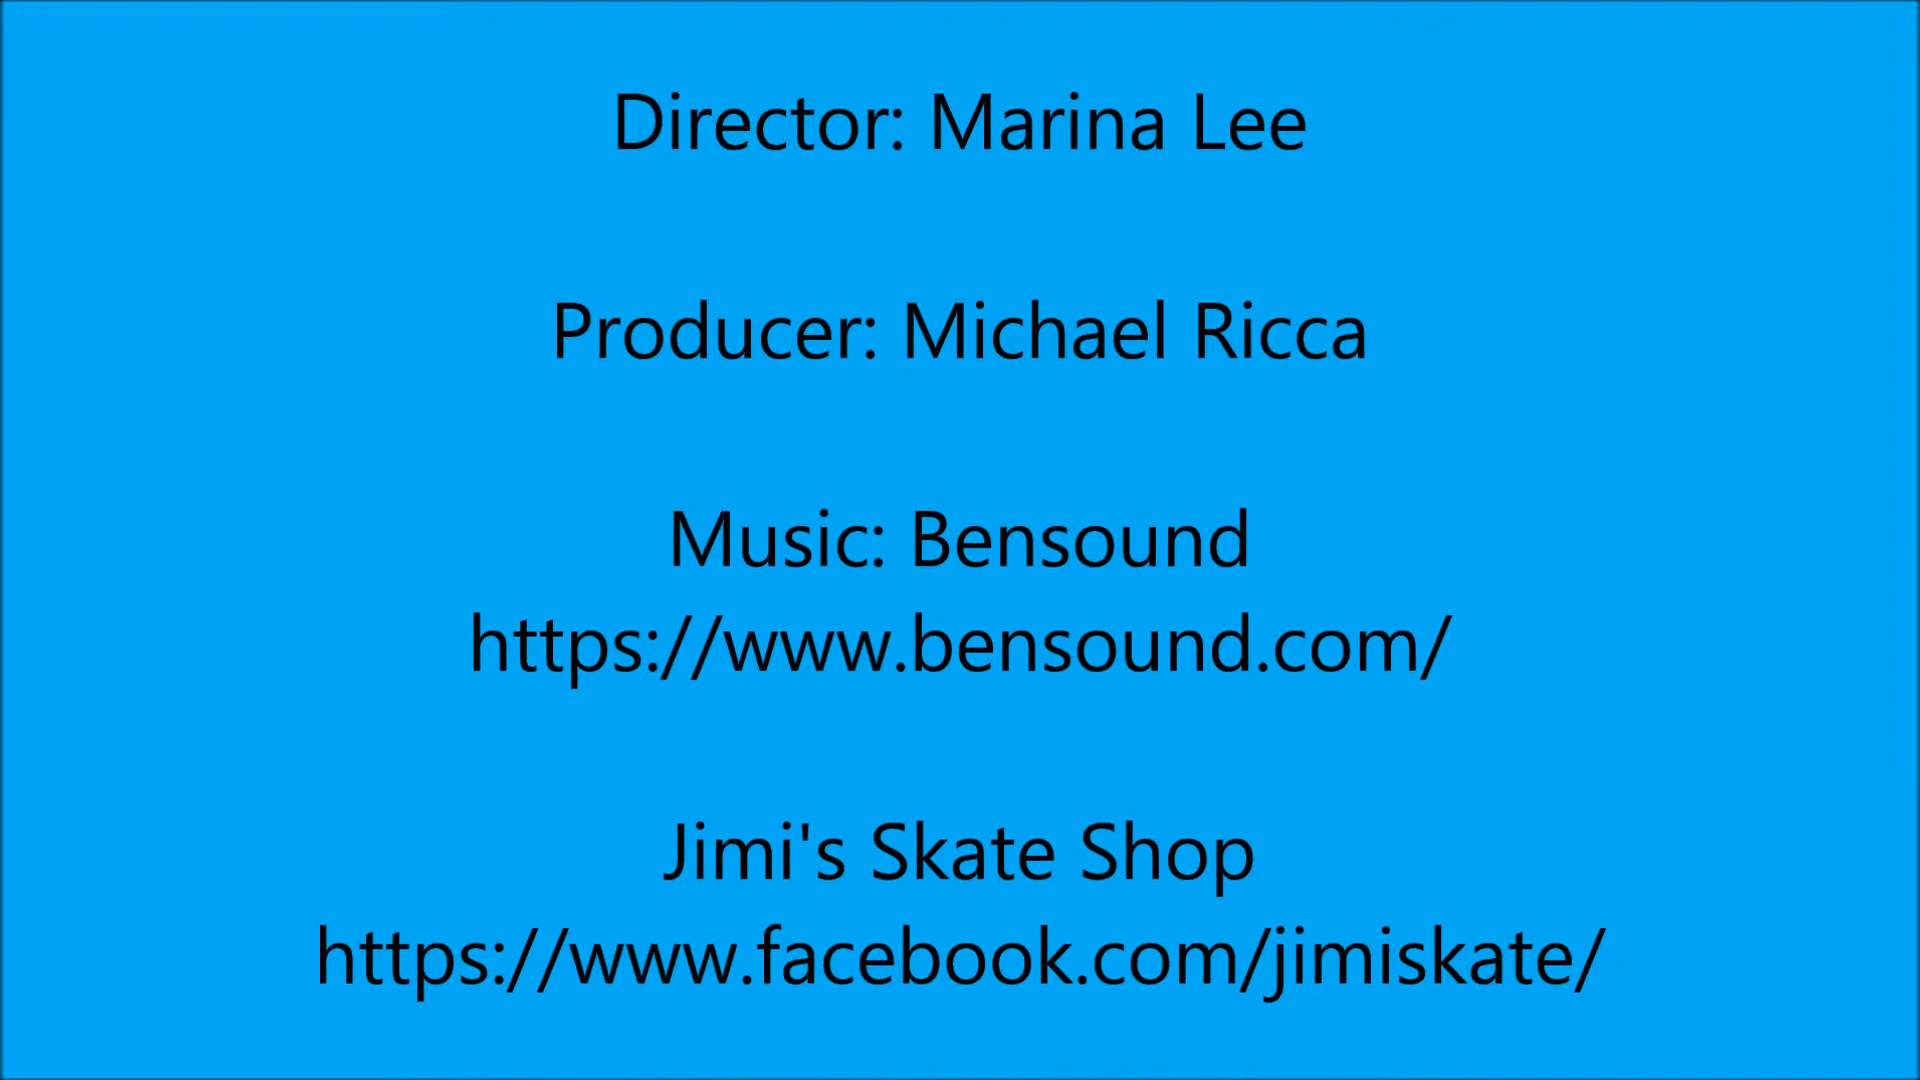 Director: Marina Lee
Producer: Michael Ricca
Music: Bensound
https://www.bensound.com/
Jimi's Skate Shop
https://www.facebook.com/jimiskate/